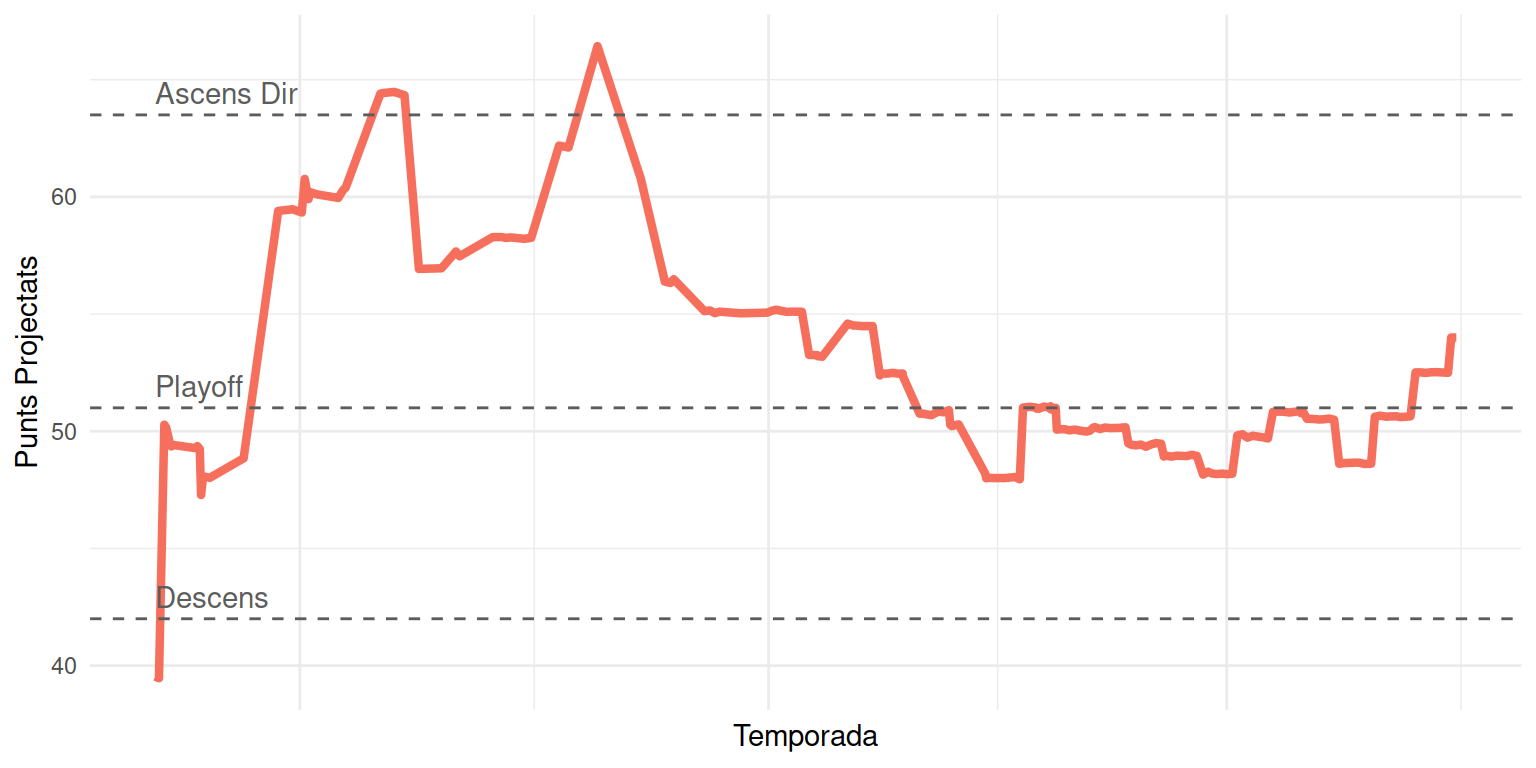 Ascens Dir
60
Playoff
50
Descens
40
Punts Projectats
Temporada